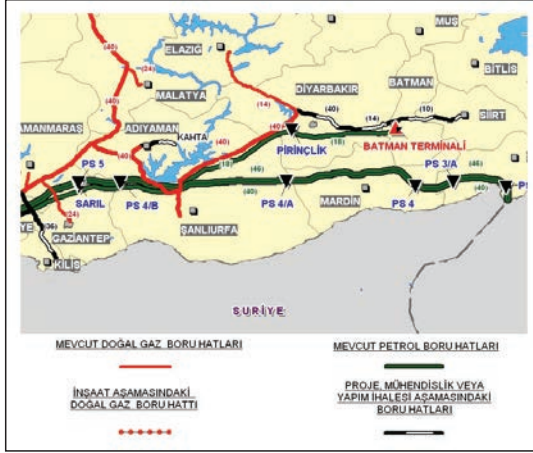 MUŞ
ELAZIĞ
(40)
BİTLİS
(24)
DİYARBAKIR
BATMAN
MALATYA
(14)
(40)
(14)
(10)
SİİRT
(40)
AMANMARAŞ
ADIYAMAN
KAHTA
(40)
(40)
(40)
(18)
(18)
PİRİNÇLİK
BATMAN TERMİNALİ
PS 5
PS 3/A
(46)
(46)
(40)
(40)
SARIL
PS 4/B
PS 4/A
MARDİN
PS 4
YE
(36)
(24)
GAZİANTEP
ŞANLIURFA
KİLİS
SURİYE
MEVCUT DOĞAL GAZ BORU HATLARI
MEVCUT PETROL BORU HATLARI
İNŞAAT AŞAMASINDAKİ
DOĞAL GAZ BORU HATTI
PROJE, MÜHENDİSLİK VEYA
YAPIM İHALESİ AŞAMASINDAKİ
BORU HATLARI